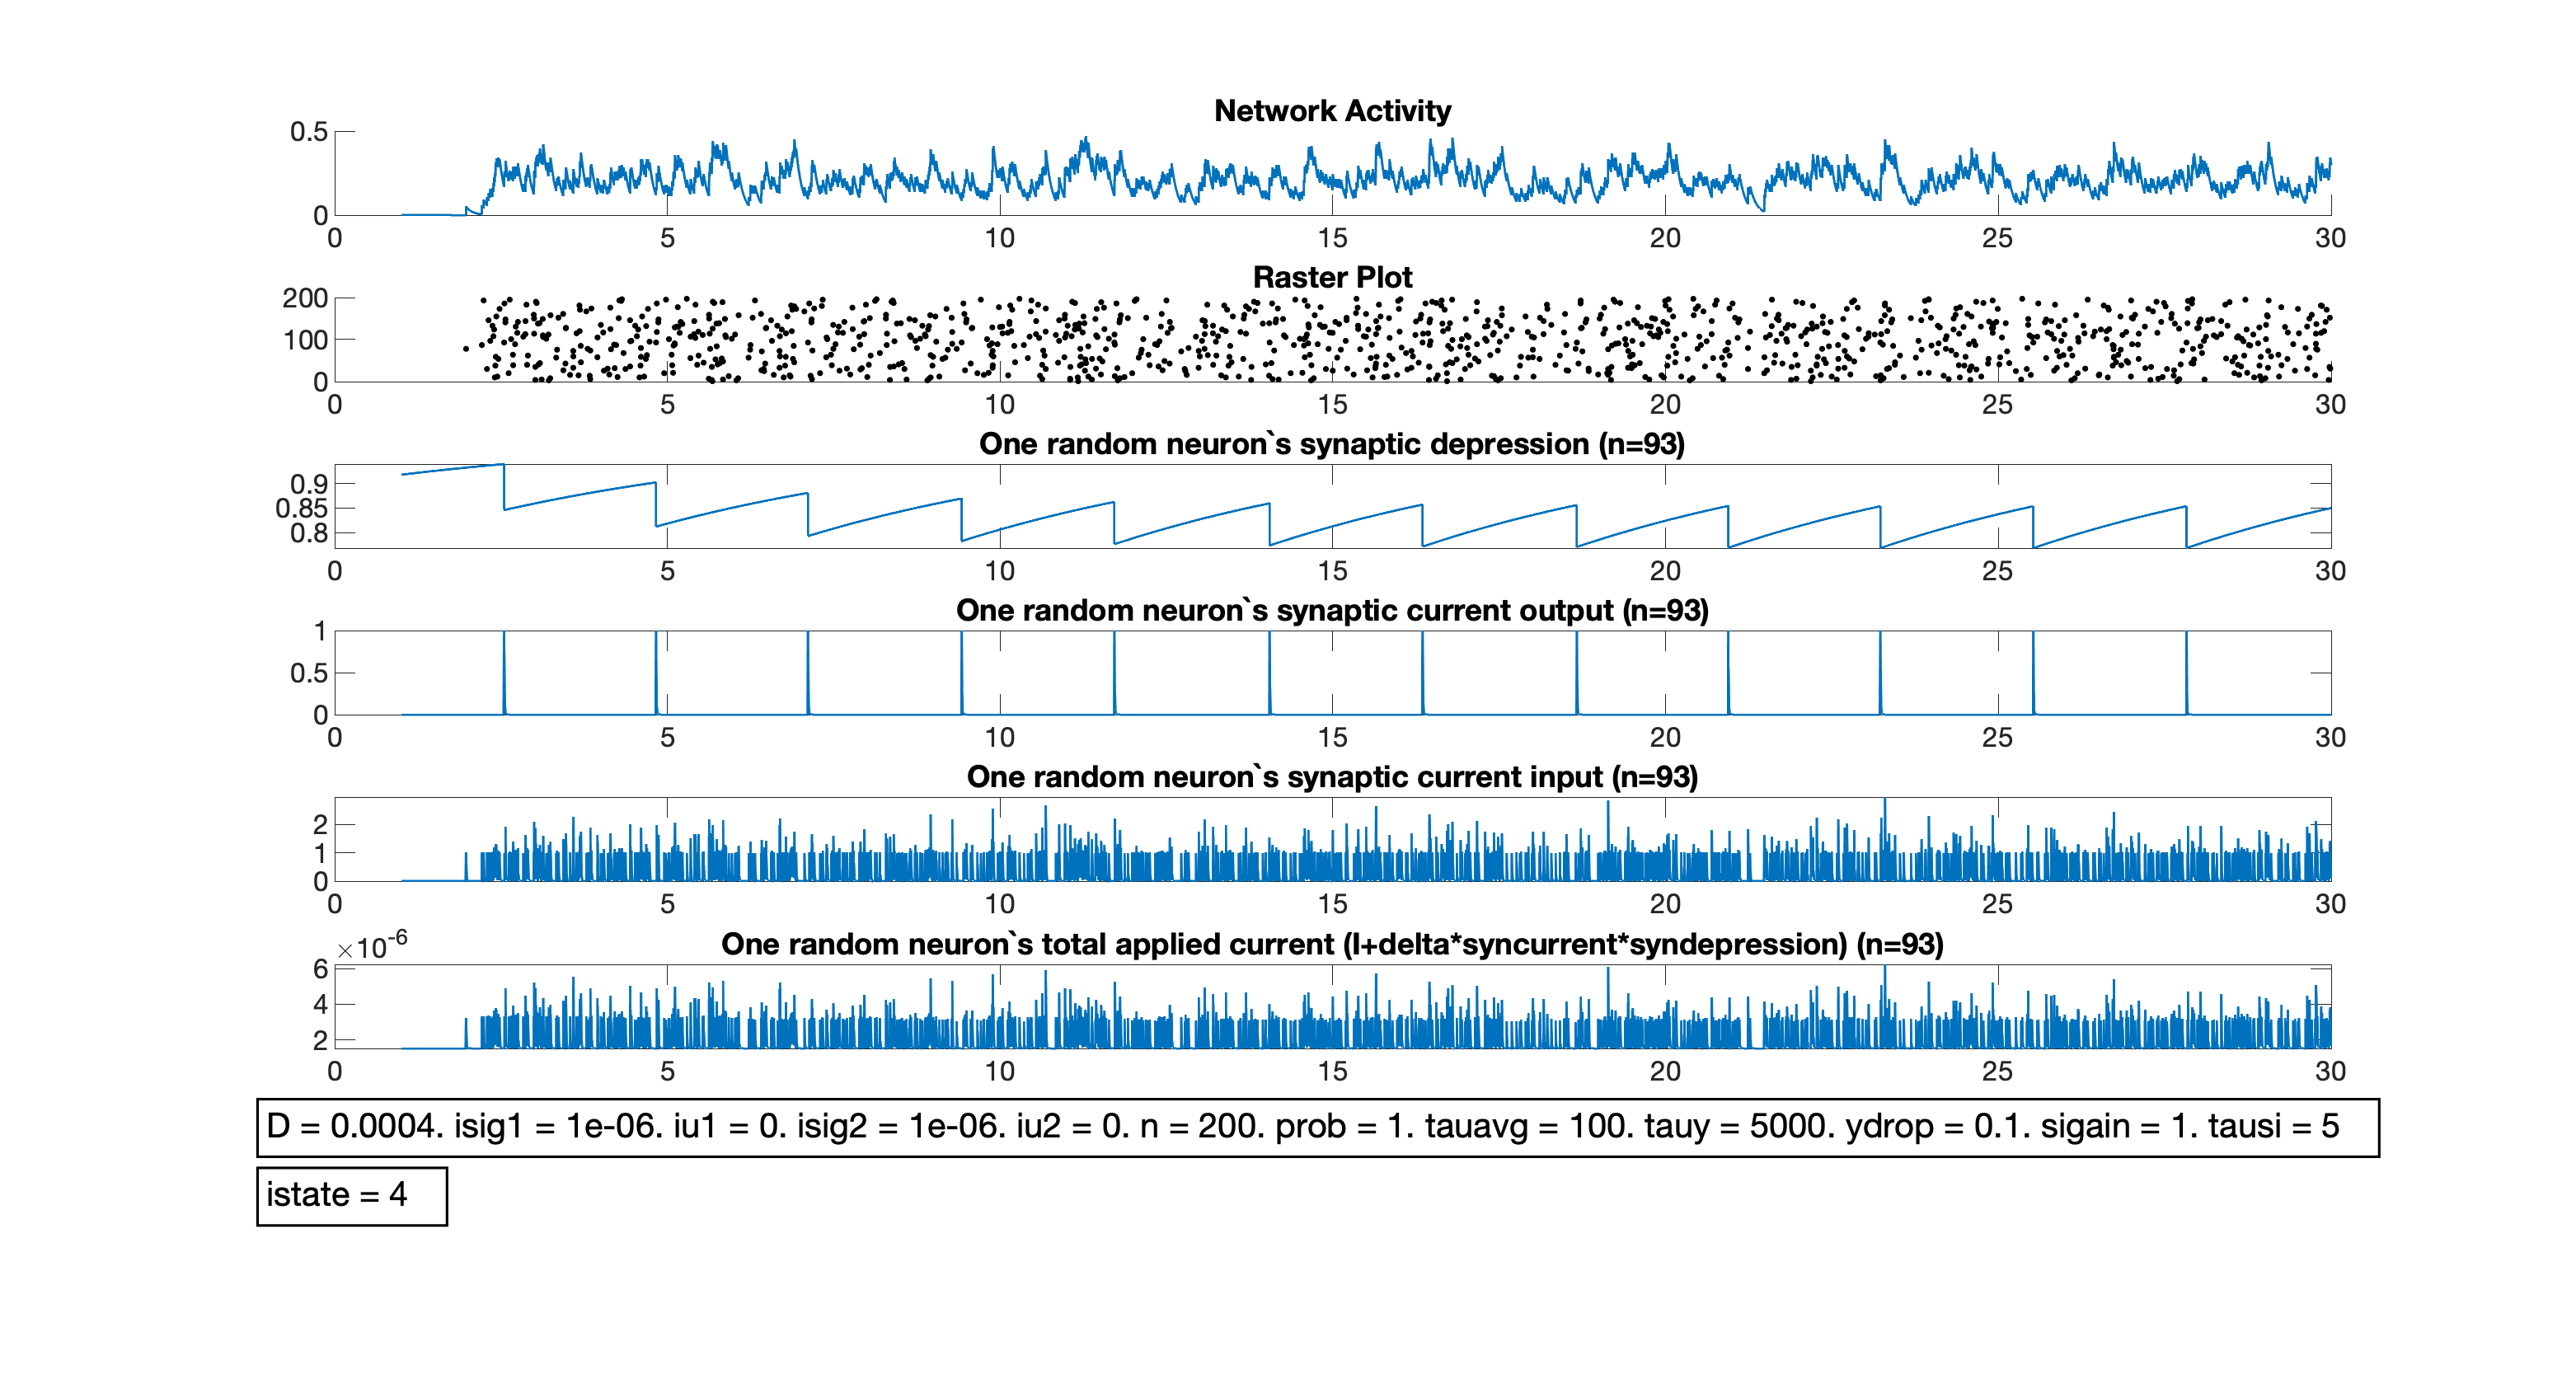 Network Activity
0.5
0
0 5 10 15 20 25 30
Raster Plot
200
100
0
0 5 10 15 20 25 30
One random neuron`s synaptic depression (n=93)
0.9
0.85
0.8
0 5 10 15 20 25 30
One random neuron`s synaptic current output (n=93)
1
0.5
0
0 5 10 15 20 25 30
One random neuron`s synaptic current input (n=93)
2
1
0
0 5 10 15 20 25 30
×10-6 One random neuron`s total applied current (I+delta*syncurrent*syndepression) (n=93)
6
4
2
0 5 10 15 20 25 30
D = 0.0004. isig1 = 1e-06. iu1 = 0. isig2 = 1e-06. iu2 = 0. n = 200. prob = 1. tauavg = 100. tauy = 5000. ydrop = 0.1. sigain = 1. tausi = 5
istate = 4